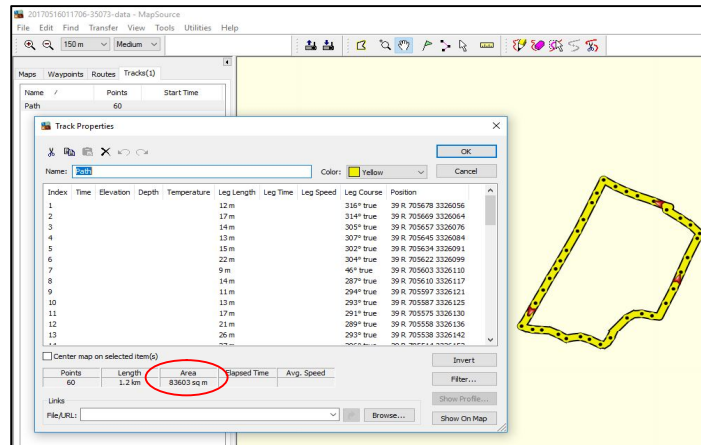 20170516011706-35073-data - MapSource
File Edit Find Transfer View Tools Utilities Help
150 m Medium
Maps Waypoints Routes Tracks(1)
Name / Points Start Time
Path 60
Track Properties
OK
Name: Path Color: Yellow Cancel
Index Time Elevation Depth Temperature Leg Length Leg Time Leg Speed Leg Course Position
1 12 m 316° true 39 R 705678 3326056
2 17 m 314° true 39 R 705669 3326064
3 14 m 305° true 39 R 705657 3326076
4 13 m 307° true 39 R 705645 3326084
5 15 m 302° true 39 R 705634 3326091
6 22 m 304° true 39 R 705622 3326099
7 9 m 46° true 39 R 705603 3326110
8 14 m 287° true 39 R 705610 3326117
9 11 m 294° true 39 R 705597 3326121
10 13 m 293° true 39 R 705587 3326125
11 17 m 291° true 39 R 705575 3326130
12 21 m 289° true 39 R 705558 3326136
13 26 m 293° true 39 R 705538 3326142
Center map on selected item(s) Invert
Points Length Area Elapsed Time Avg. Speed
60 1.2 km 83603 sq m Filter...
Links Show Profile...
File/URL: Browse... Show On Map